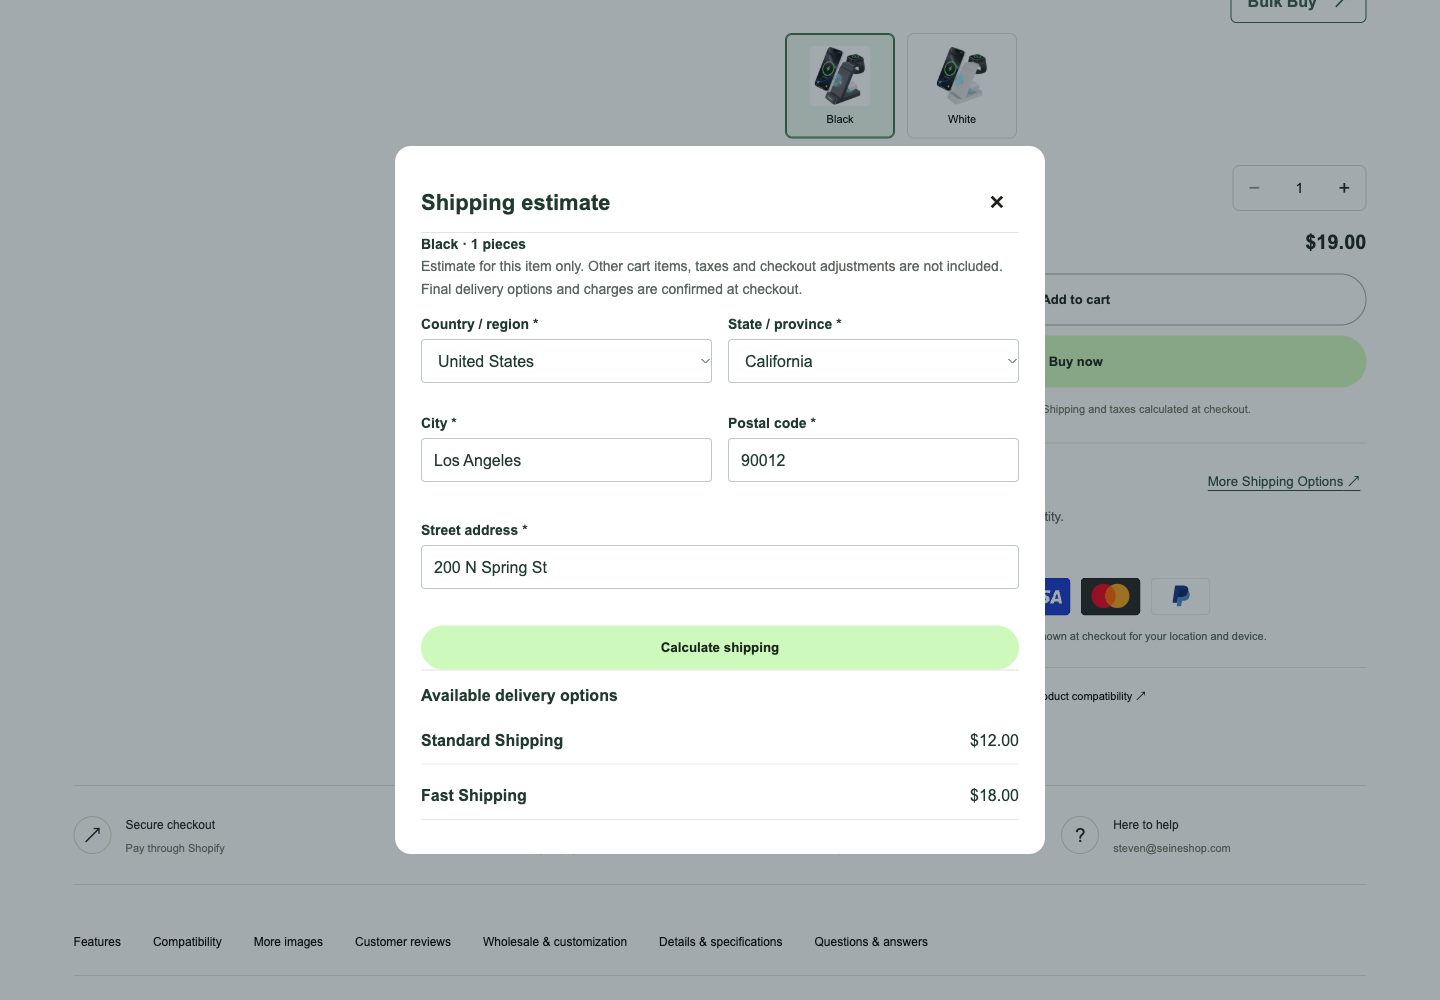 Bulk Buy
Black
White
1
$19.00
Add to cart
Buy now
Shipping and taxes calculated at checkout.
More Shipping Options
Shipping estimate
Black · 1 pieces
Estimate for this item only. Other cart items, taxes and checkout adjustments are not included.
Final delivery options and charges are confirmed at checkout.
Country / region *
State / province *
United States
California
City *
Postal code *
Los Angeles
90012
Street address *
200 N Spring St
Calculate shipping
Available delivery options
Standard Shipping
$12.00
Fast Shipping
$18.00
at checkout for your location and device.
compatibility
Secure checkout
Pay through Shopify
?
Here to help
steven@seineshop.com
Features
Compatibility
More images
Customer reviews
Wholesale & customization
Details & specifications
Questions & answers